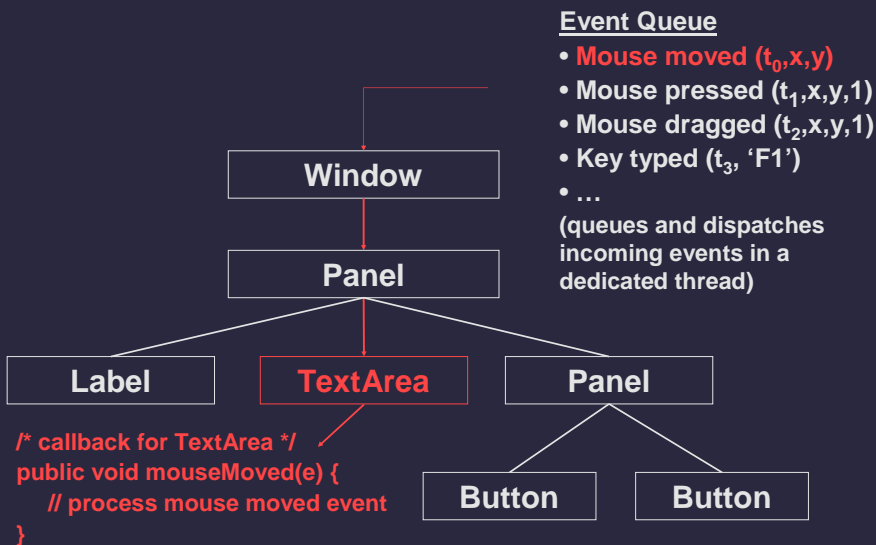 Event Queue
• Mouse moved (t0,x,y)
• Mouse pressed (t1,x,y,1)
• Mouse dragged (t2,x,y,1)
• Key typed (t3, ‘F1’)
• …
(queues and dispatches
incoming events in a
dedicated thread)
Window
Panel
Label
TextArea
Panel
/* callback for TextArea */
public void mouseMoved(e) {
// process mouse moved event
}
Button
Button